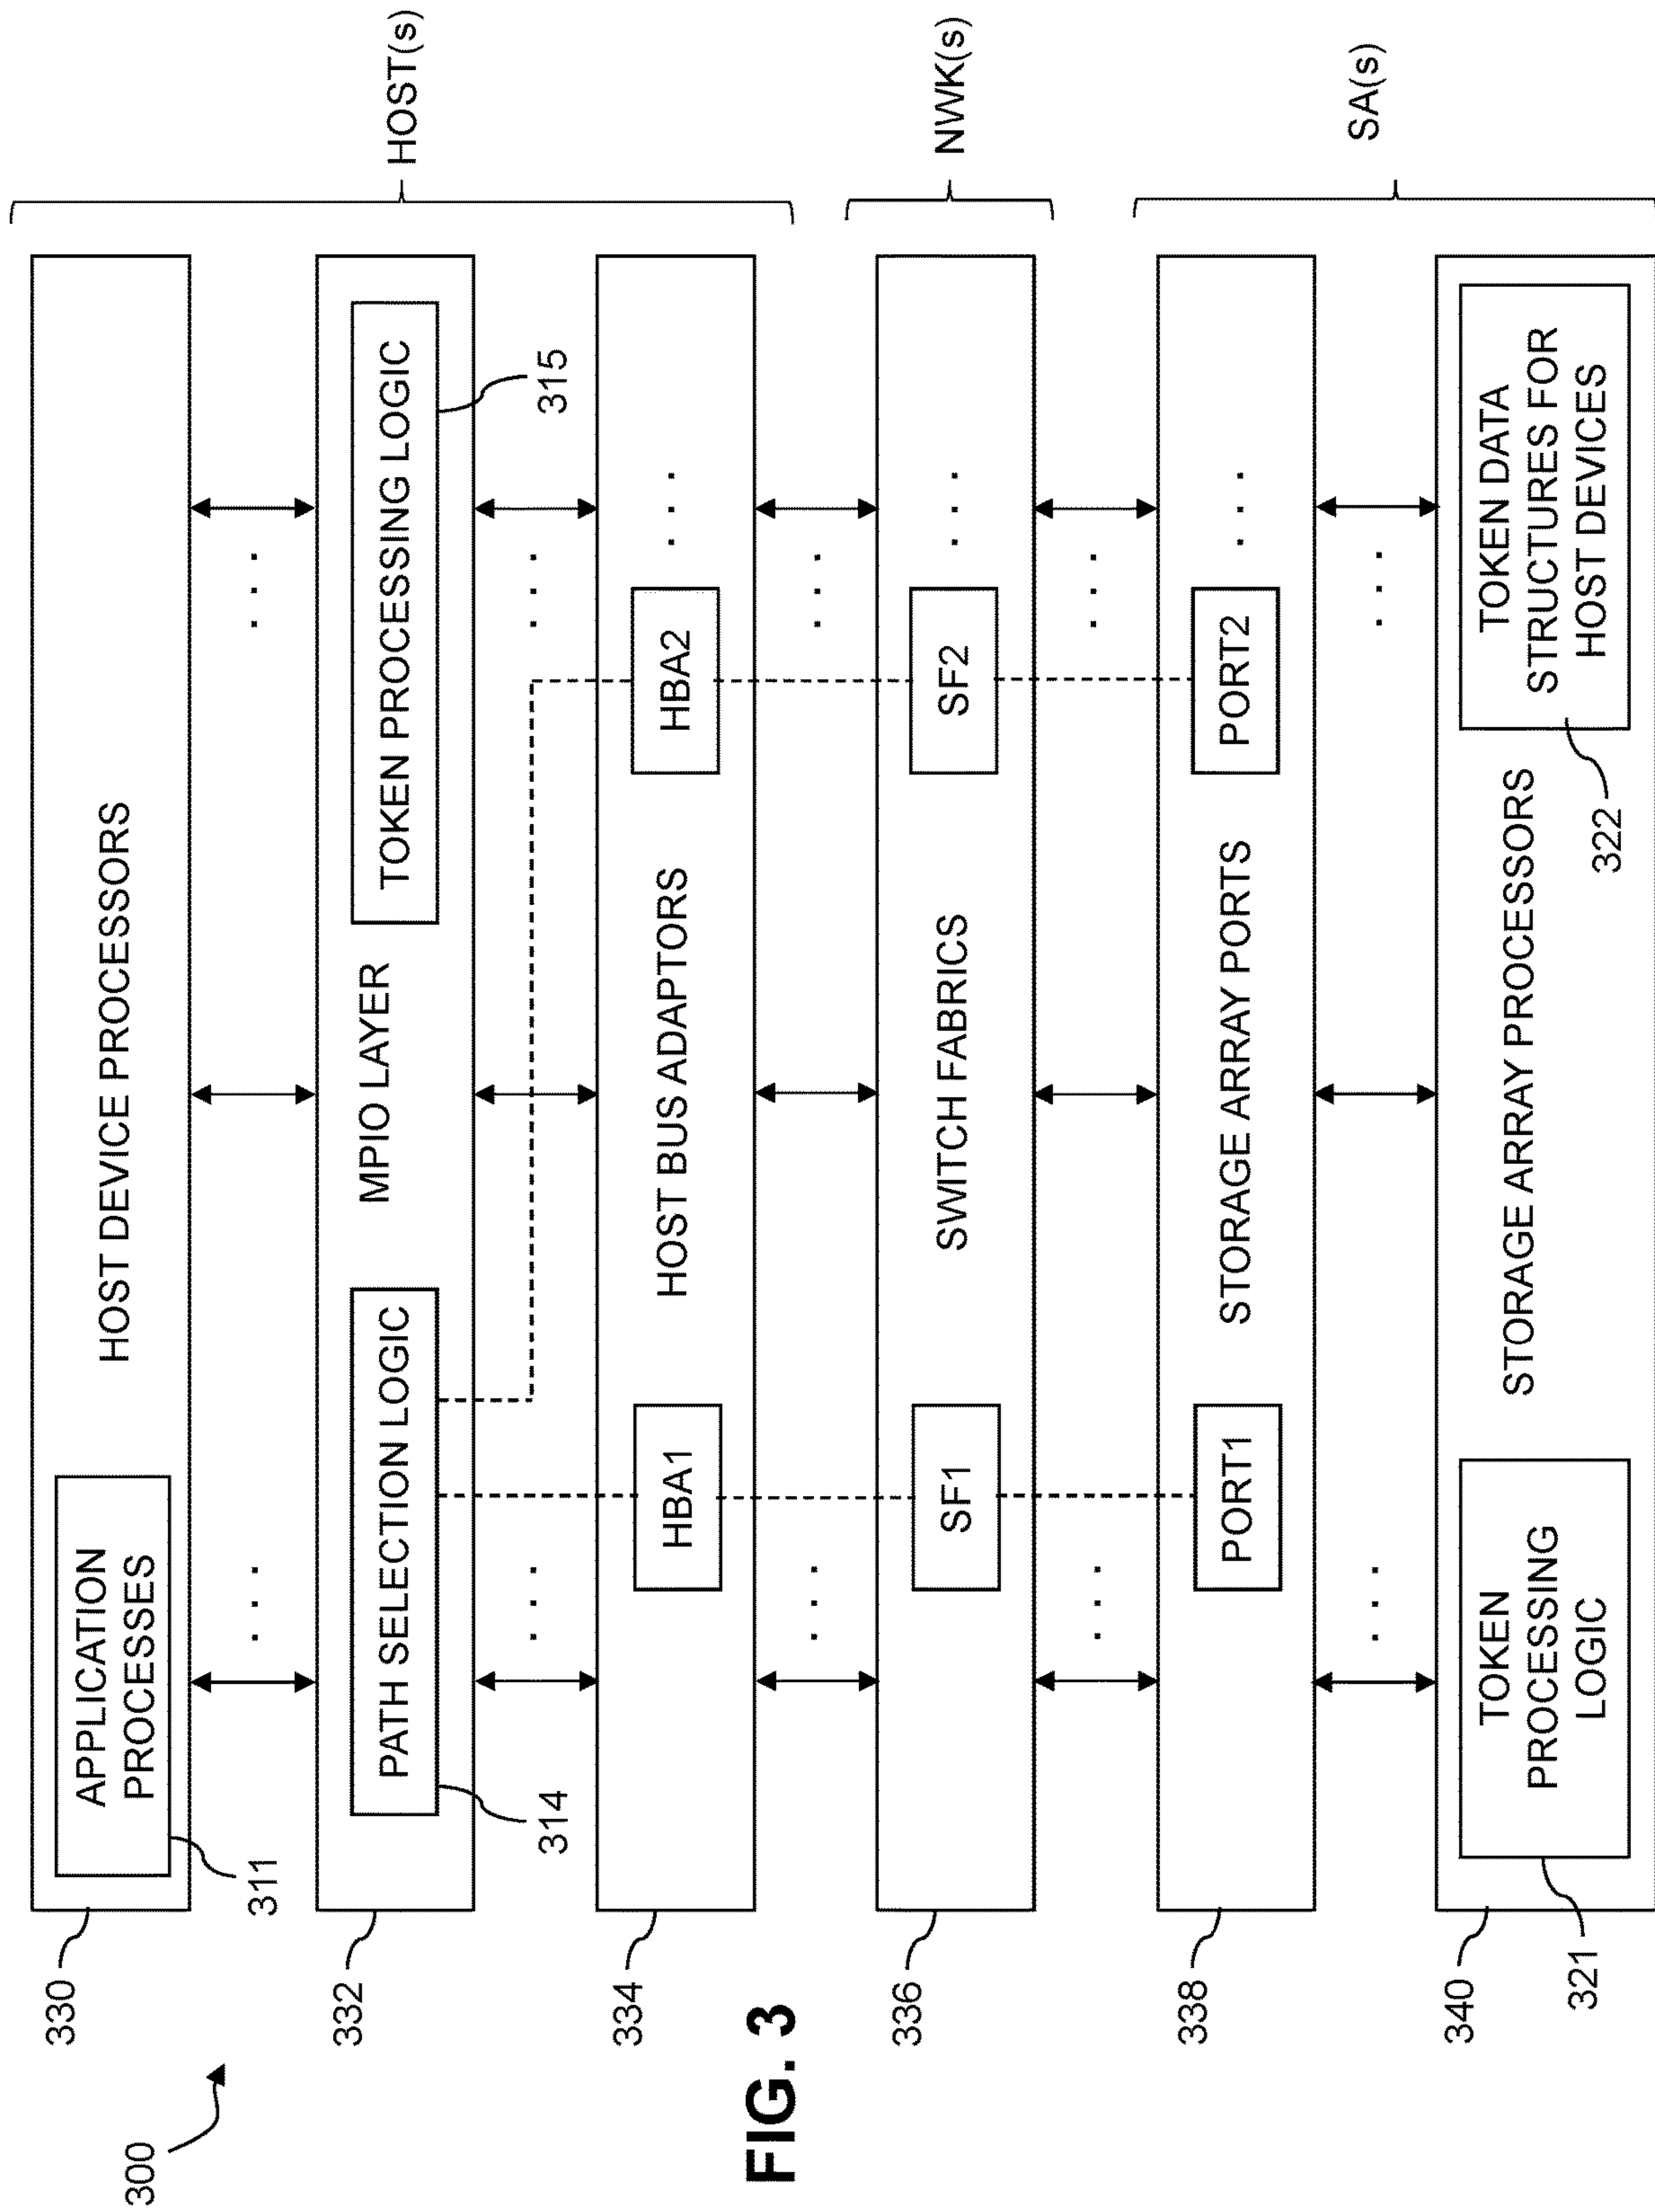 300
330
APPLICATION
PROCESSES
311
HOST DEVICE PROCESSORS
HOST(s)
332
PATH SELECTION LOGIC
314
MPIO LAYER
TOKEN PROCESSING LOGIC
315
334
HBA1
HOST BUS ADAPTORS
HBA2
. . .
336
SF1
SWITCH FABRICS
SF2
. . .
NWK(s)
338
PORT1
STORAGE ARRAY PORTS
PORT2
. . .
SA(s)
340
TOKEN
PROCESSING
LOGIC
321
STORAGE ARRAY PROCESSORS
TOKEN DATA
STRUCTURES FOR
HOST DEVICES
322
FIG. 3